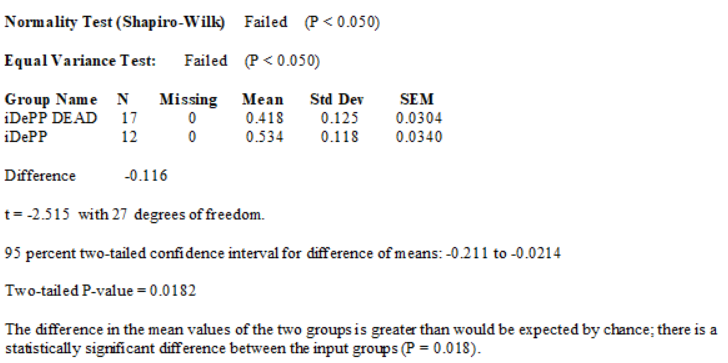 Normality Test (Shapiro-Wilk) Failed (P < 0.050)
Equal Variance Test: Failed (P < 0.050)
Group Name N Missing Mean Std Dev SEM
iDePP DEAD 17 0 0.418 0.125 0.0304
iDePP 12 0 0.534 0.118 0.0340
Difference -0.116
t = -2.515 with 27 degrees of freedom.
95 percent two-tailed confidence interval for difference of means: -0.211 to -0.0214
Two-tailed P-value = 0.0182
The difference in the mean values of the two groups is greater than would be expected by chance; there is a
statistically significant difference between the input groups (P = 0.018).